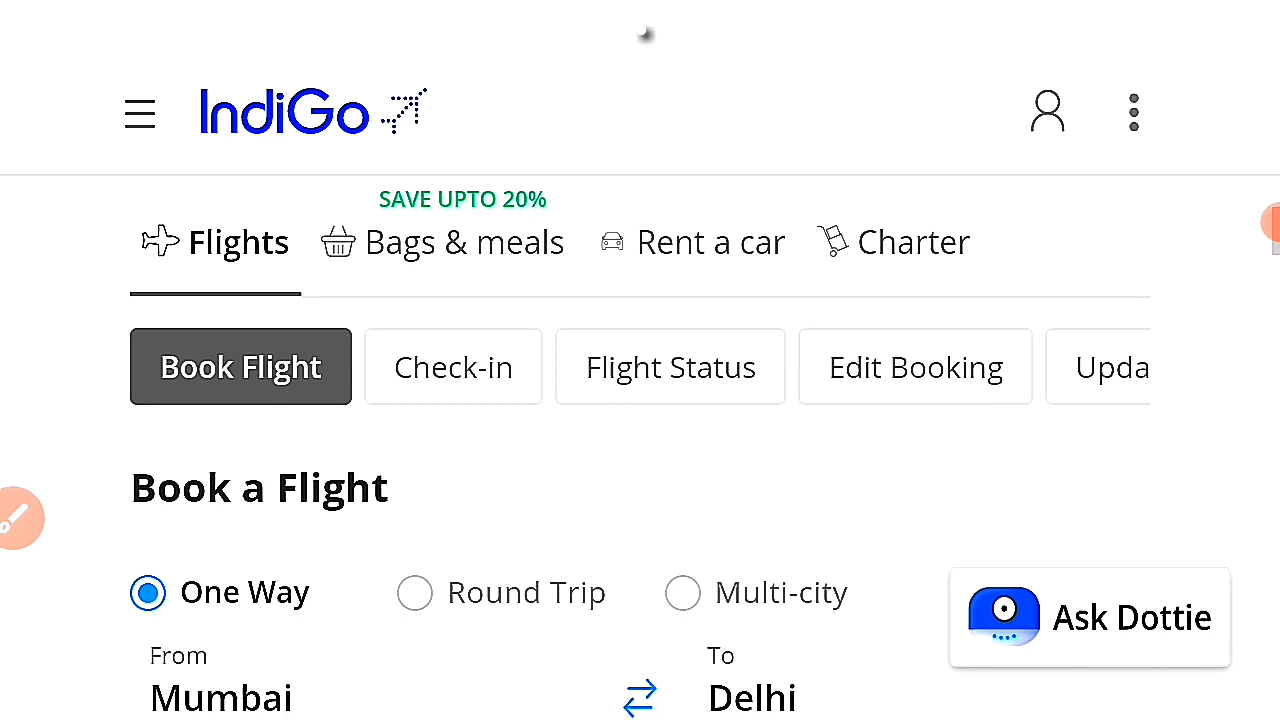 IndiGo
SAVE UPTO 20%
Flights Bags & meals Rent a car Charter
Book Flight Check-in Flight Status Edit Booking Upda
Book a Flight
One Way Round Trip Multi-city
Ask Dottie
From To
Mumbai Delhi